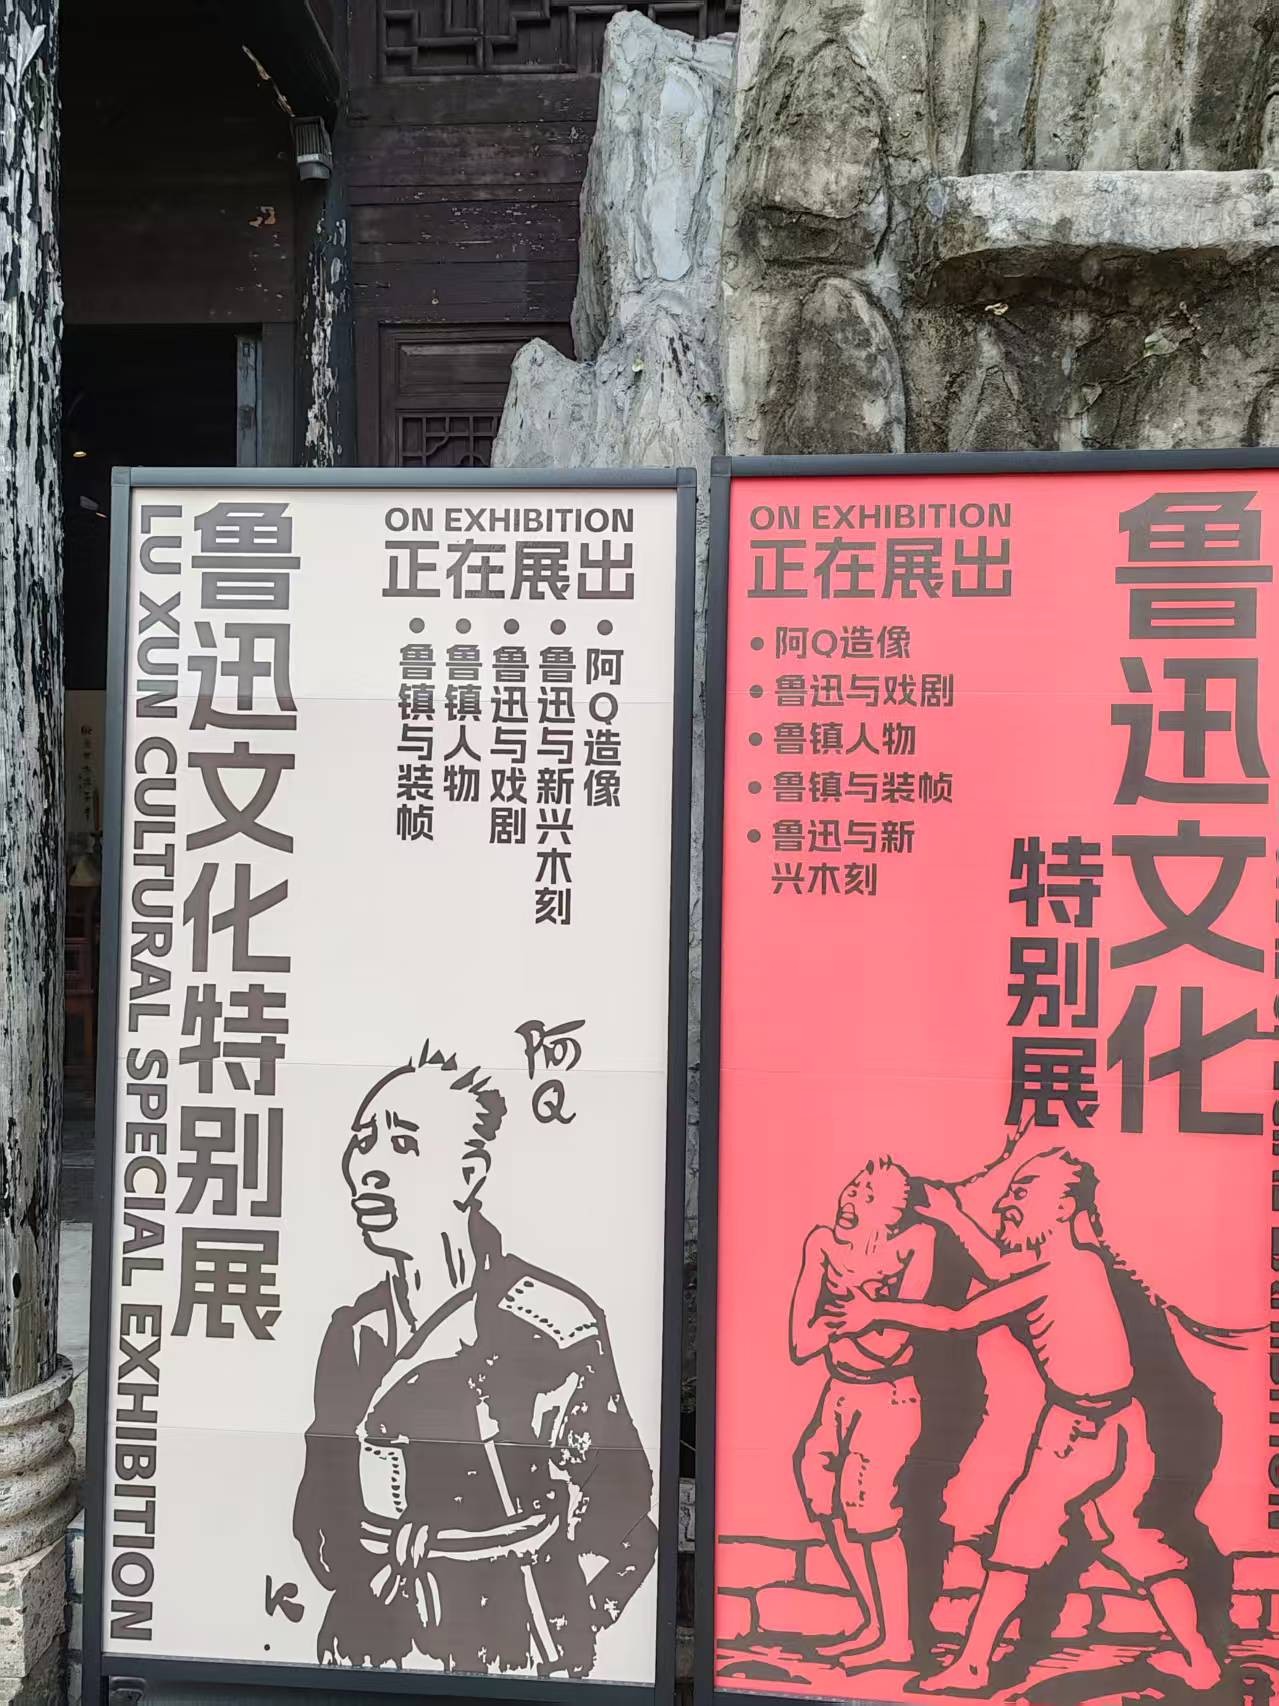 鲁迅文化特别展
LU XUN CULTURAL SPECIAL EXHIBITION
ON EXHIBITION
正在展出
• 阿Q造像
• 鲁迅与新兴木刻
• 鲁迅与戏剧
• 鲁镇人物
• 鲁镇与装帧
阿
Q
ON EXHIBITION
正在展出
• 阿Q造像
• 鲁迅与戏剧
• 鲁镇人物
• 鲁镇与装帧
• 鲁迅与新
兴木刻
鲁迅文化
特别展